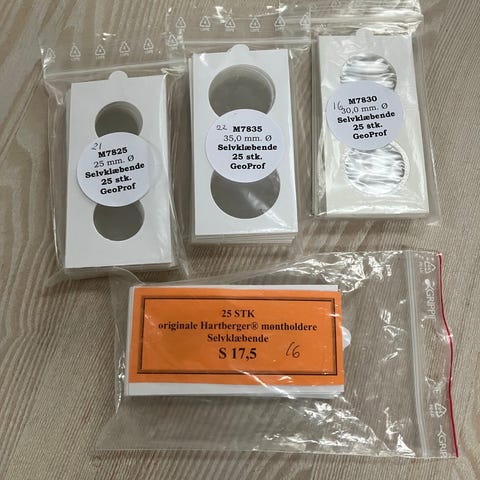 21
M7825
25 mm. Ø
Selvklæbende
25 stk.
GeoProf
22
M7835
35,0 mm. Ø
Selvklæbende
25 stk.
GeoProf
16
M7830
30,0 mm. Ø
Selvklæbende
25 stk.
GeoProf
25 STK
originale Hartberger® møntholdere
Selvklæbende
S 17,5
16